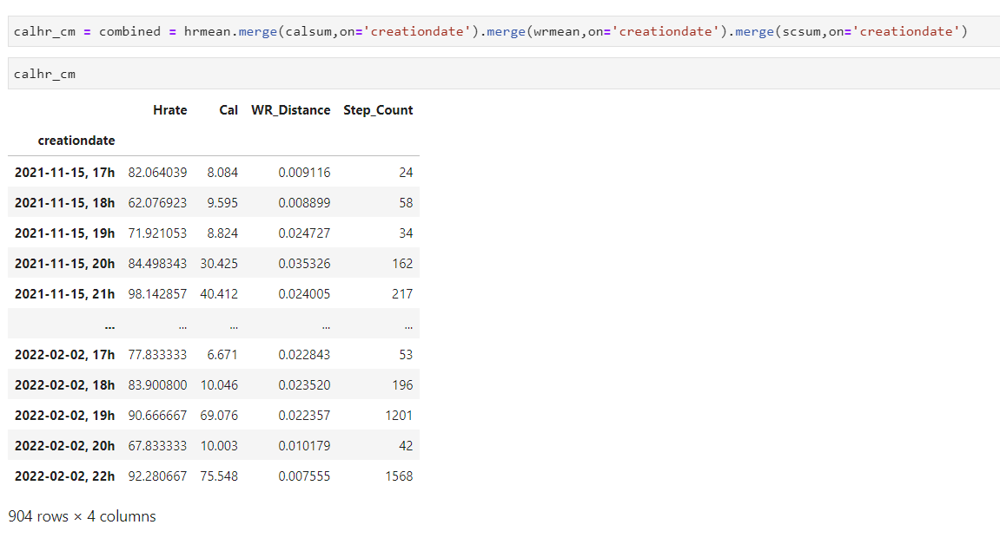 calhr_cm = combined = hrmean.merge(calsum,on='creationdate').merge(wrmean,on='creationdate').merge(scsum,on='creationdate')
calhr_cm
Hrate Cal WR_Distance Step_Count
creationdate
2021-11-15, 17h 82.064039 8.084 0.009116 24
2021-11-15, 18h 62.076923 9.595 0.008899 58
2021-11-15, 19h 71.921053 8.824 0.024727 34
2021-11-15, 20h 84.498343 30.425 0.035326 162
2021-11-15, 21h 98.142857 40.412 0.024005 217
... ... ... ... ...
2022-02-02, 17h 77.833333 6.671 0.022843 53
2022-02-02, 18h 83.900800 10.046 0.023520 196
2022-02-02, 19h 90.666667 69.076 0.022357 1201
2022-02-02, 20h 67.833333 10.003 0.010179 42
2022-02-02, 22h 92.280667 75.548 0.007555 1568
904 rows × 4 columns